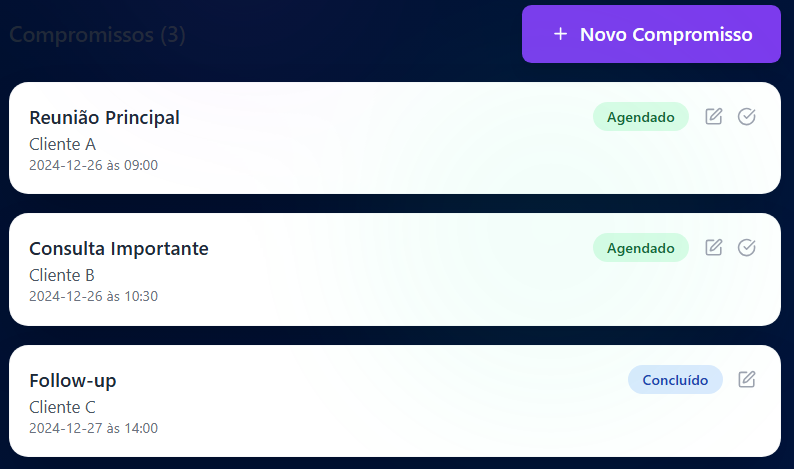 Compromissos (3)
+ Novo Compromisso
Reunião Principal
Agendado
Cliente A
2024-12-26 às 09:00
Consulta Importante
Agendado
Cliente B
2024-12-26 às 10:30
Follow-up
Concluído
Cliente C
2024-12-27 às 14:00